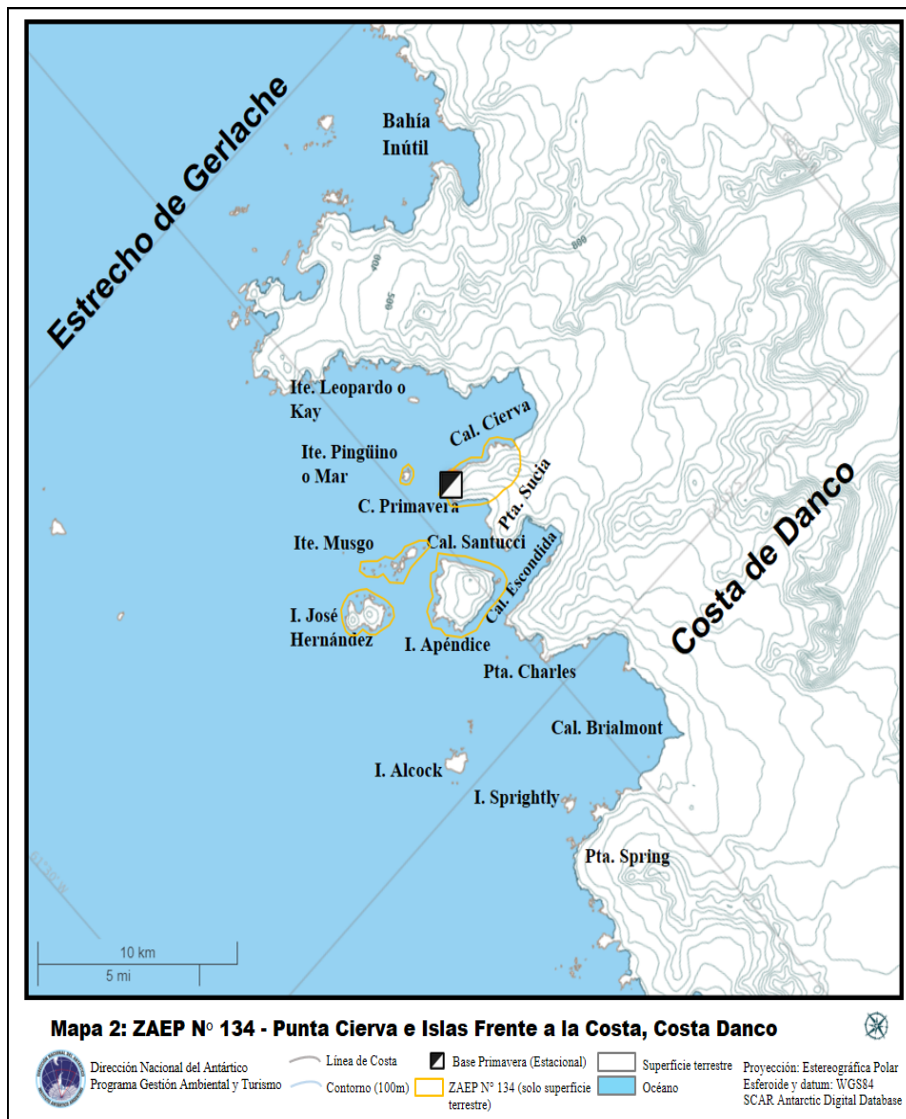 Bahía
Inútil
Estrecho de Gerlache
800
400
500
Ite. Leopardo o
Kay
Cal. Cierva
Ite. Pingüino
o Mar
Pta. Sucia
C. Primavera
Costa de Danco
Ite. Musgo
Cal. Santucci
Cal. Escondida
I. José
Hernández
I. Apéndice
Pta. Charles
Cal. Brialmont
I. Alcock
I. Sprightly
Pta. Spring
10 km
5 mi
Mapa 2: ZAEP Nº 134 - Punta Cierva e Islas Frente a la Costa, Costa Danco
Dirección Nacional del Antártico
Programa Gestión Ambiental y Turismo
Línea de Costa
Contorno (100m)
Base Primavera (Estacional)
ZAEP N° 134 (solo superficie
terrestre)
Superficie terrestre
Océano
Proyección: Estereográfica Polar
Esferoide y datum: WGS84
SCAR Antarctic Digital Database